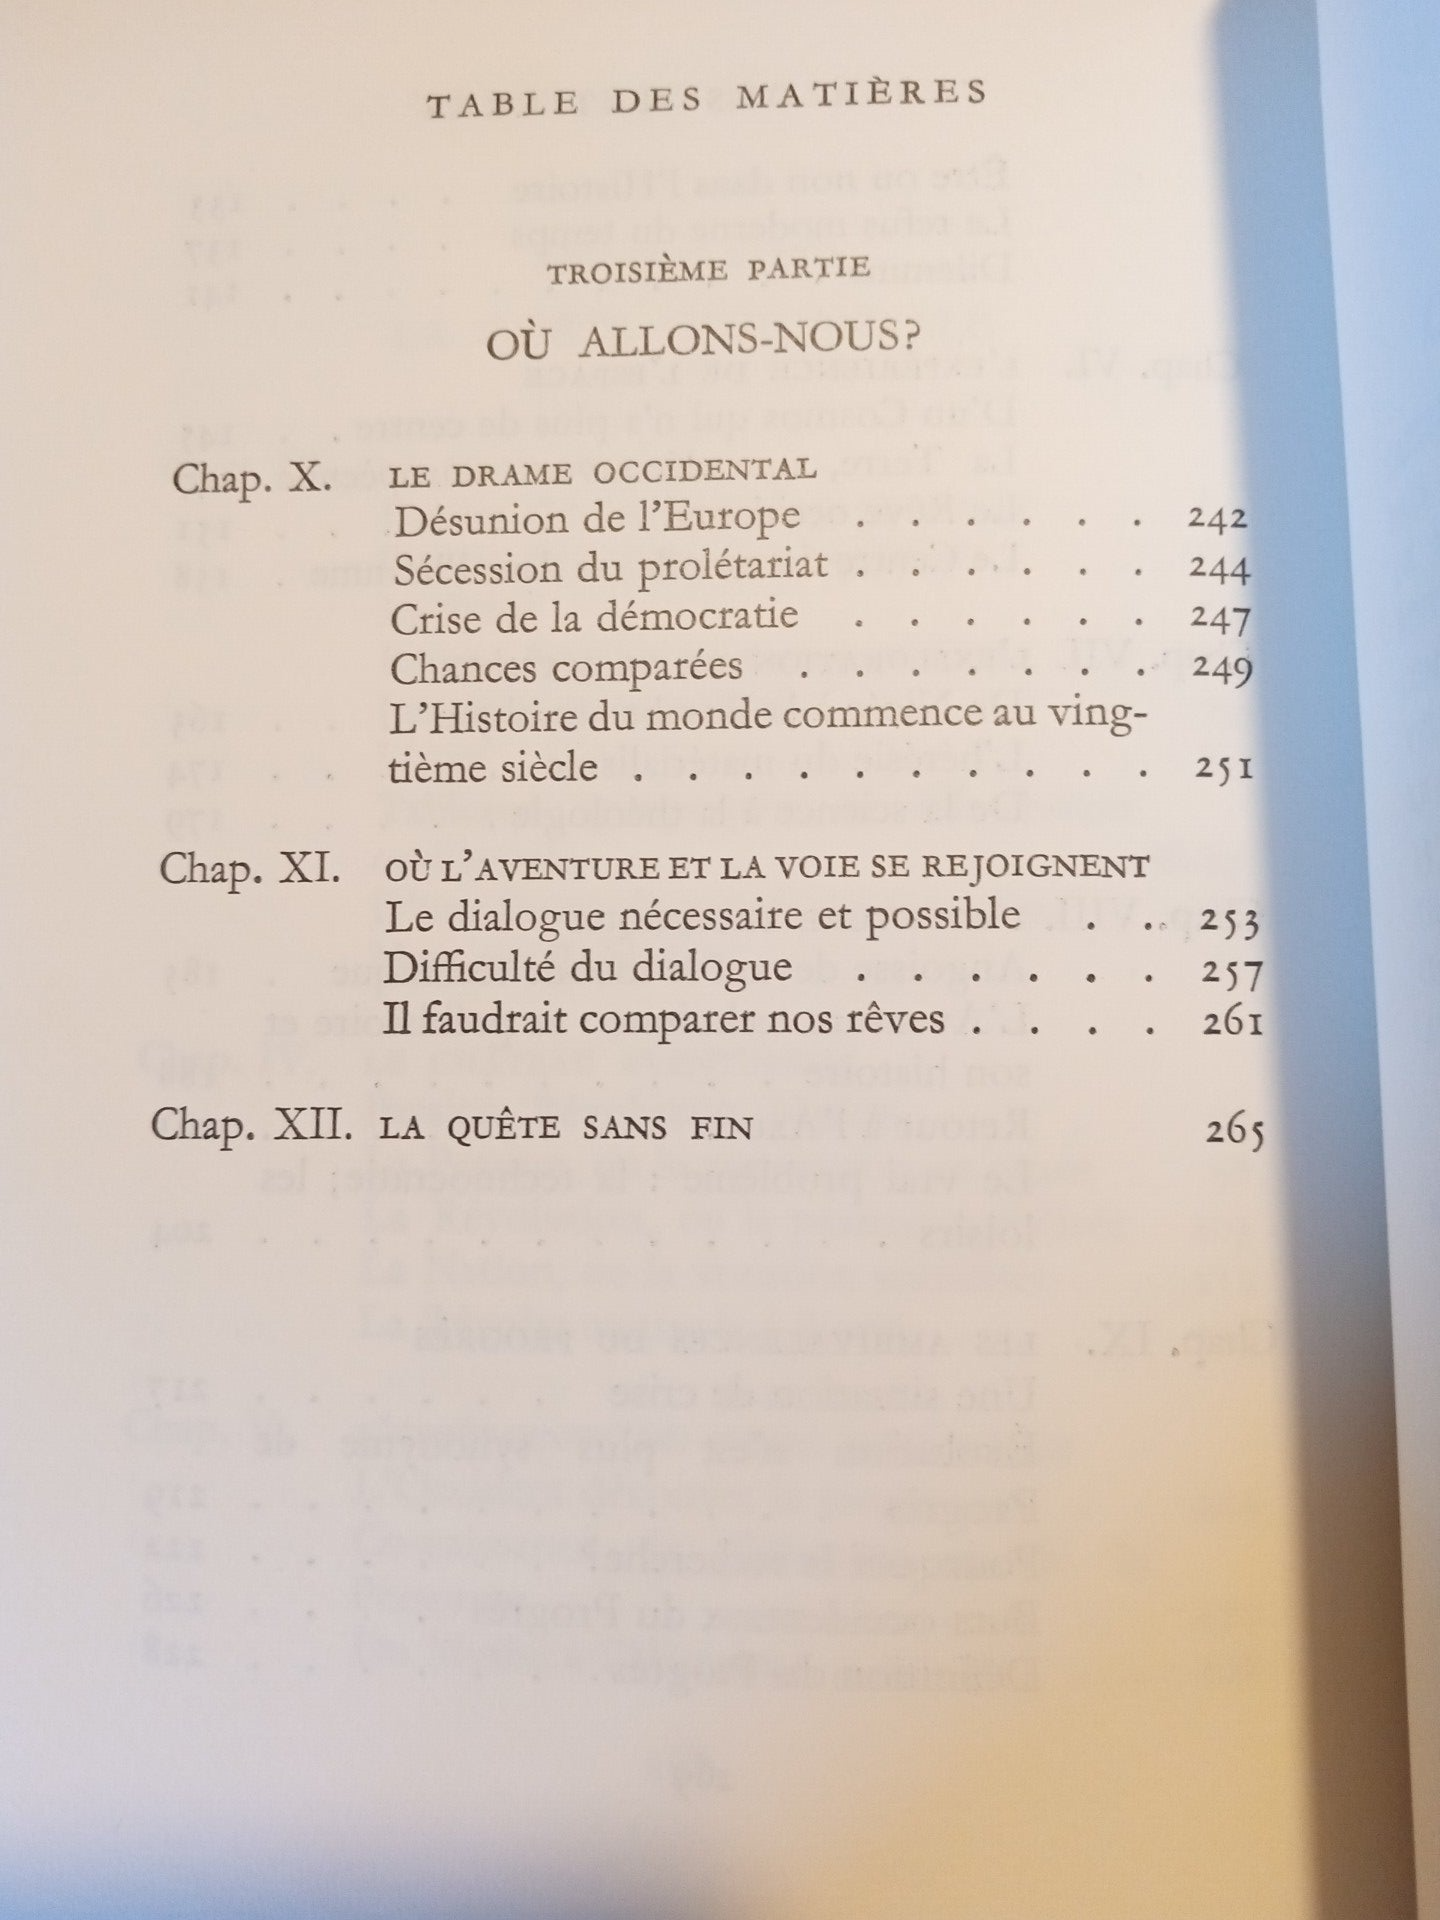 TABLE DES MATIÈRES
TROISIÈME PARTIE
OÙ ALLONS-NOUS?
Chap. X. LE DRAME OCCIDENTAL
Désunion de l'Europe . . . . . . 242
Sécession du prolétariat . . . . . . 244
Crise de la démocratie . . . . . . 247
Chances comparées . . . . . . . 249
L'Histoire du monde commence au ving-
tième siècle . . . . . . . . . . 251
Chap. XI. OÙ L'AVENTURE ET LA VOIE SE REJOIGNENT
Le dialogue nécessaire et possible . . 253
Difficulté du dialogue . . . . . . 257
Il faudrait comparer nos rêves . . . . 261
Chap. XII. LA QUÊTE SANS FIN 265